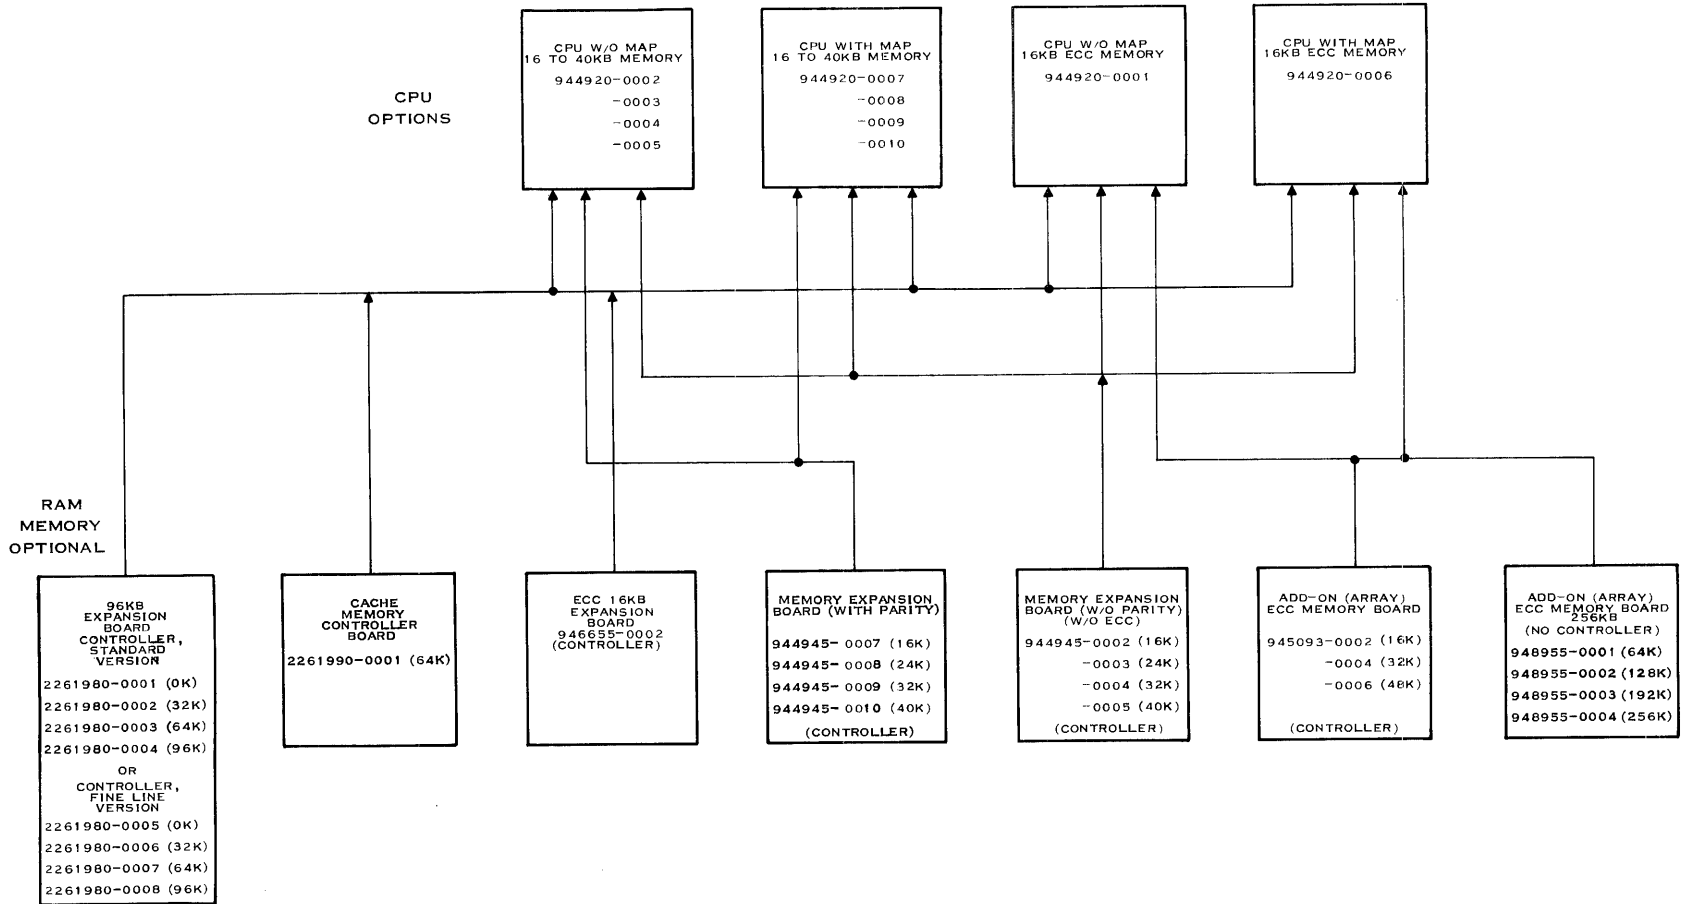 CPU W/O MAP
16 TO 40KB MEMORY
944920-0002
-0003
-0004
-0005
CPU WITH MAP
16 TO 40KB MEMORY
944920-0007
-0008
-0009
-0010
CPU W/O MAP
16KB ECC MEMORY
944920-0001
CPU WITH MAP
16KB ECC MEMORY
944920-0006
CPU
OPTIONS
RAM
MEMORY
OPTIONAL
96KB
EXPANSION
BOARD
CONTROLLER,
STANDARD
VERSION
2261980-0001 (0K)
2261980-0002 (32K)
2261980-0003 (64K)
2261980-0004 (96K)
OR
CONTROLLER,
FINE LINE
VERSION
2261980-0005 (0K)
2261980-0006 (32K)
2261980-0007 (64K)
2261980-0008 (96K)
CACHE
MEMORY
CONTROLLER
BOARD
2261990-0001 (64K)
ECC 16KB
EXPANSION
BOARD
946655-0002
(CONTROLLER)
MEMORY EXPANSION
BOARD (WITH PARITY)
944945- 0007 (16K)
944945- 0008 (24K)
944945- 0009 (32K)
944945- 0010 (40K)
(CONTROLLER)
MEMORY EXPANSION
BOARD (W/O PARITY)
(W/O ECC)
944945-0002 (16K)
-0003 (24K)
-0004 (32K)
-0005 (40K)
(CONTROLLER)
ADD-ON (ARRAY)
ECC MEMORY BOARD
945093-0002 (16K)
-0004 (32K)
-0006 (48K)
(CONTROLLER)
ADD-ON (ARRAY)
ECC MEMORY BOARD
256KB
(NO CONTROLLER)
948955-0001 (64K)
948955-0002 (128K)
948955-0003 (192K)
948955-0004 (256K)